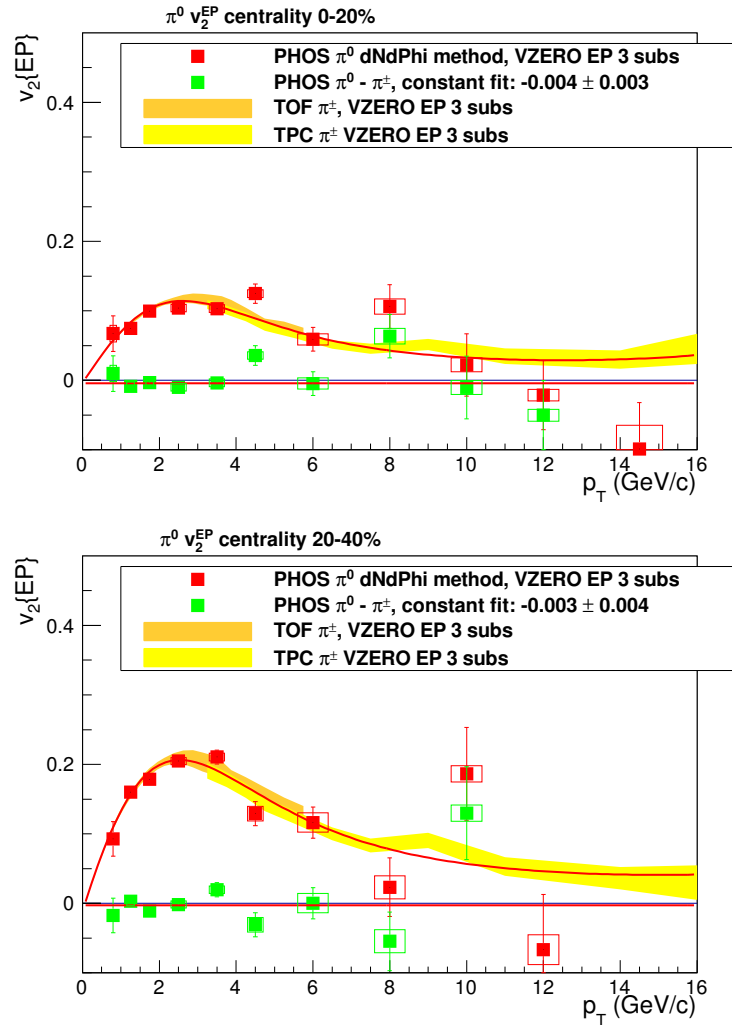 π⁰ v₂^EP centrality 0-20%
v₂{EP}
PHOS π⁰ dNdPhi method, VZERO EP 3 subs
PHOS π⁰ - π±, constant fit: -0.004 ± 0.003
TOF π±, VZERO EP 3 subs
TPC π± VZERO EP 3 subs
0.4
0.2
0
0 2 4 6 8 10 12 14 16
p_T (GeV/c)
π⁰ v₂^EP centrality 20-40%
v₂{EP}
PHOS π⁰ dNdPhi method, VZERO EP 3 subs
PHOS π⁰ - π±, constant fit: -0.003 ± 0.004
TOF π±, VZERO EP 3 subs
TPC π± VZERO EP 3 subs
0.4
0.2
0
0 2 4 6 8 10 12 14 16
p_T (GeV/c)